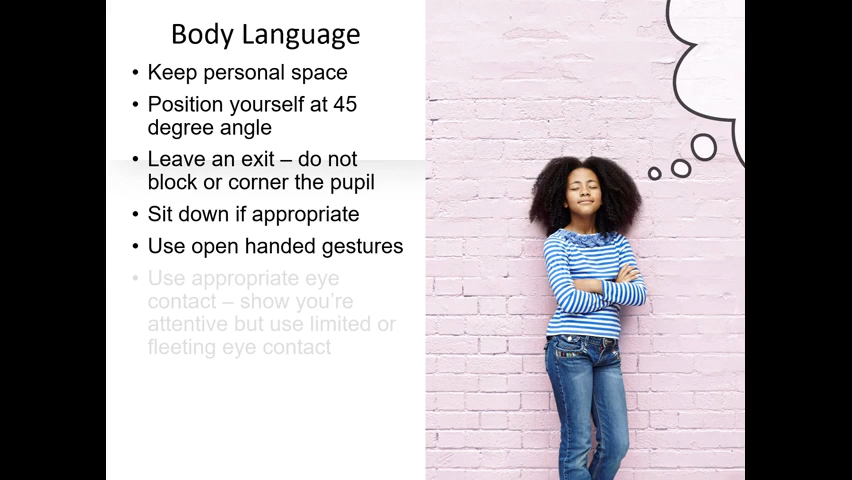 Body Language
• Keep personal space
• Position yourself at 45
degree angle
• Leave an exit – do not
block or corner the pupil
• Sit down if appropriate
• Use open handed gestures
• Use appropriate eye
contact – show you're
attentive but use limited or
fleeting eye contact